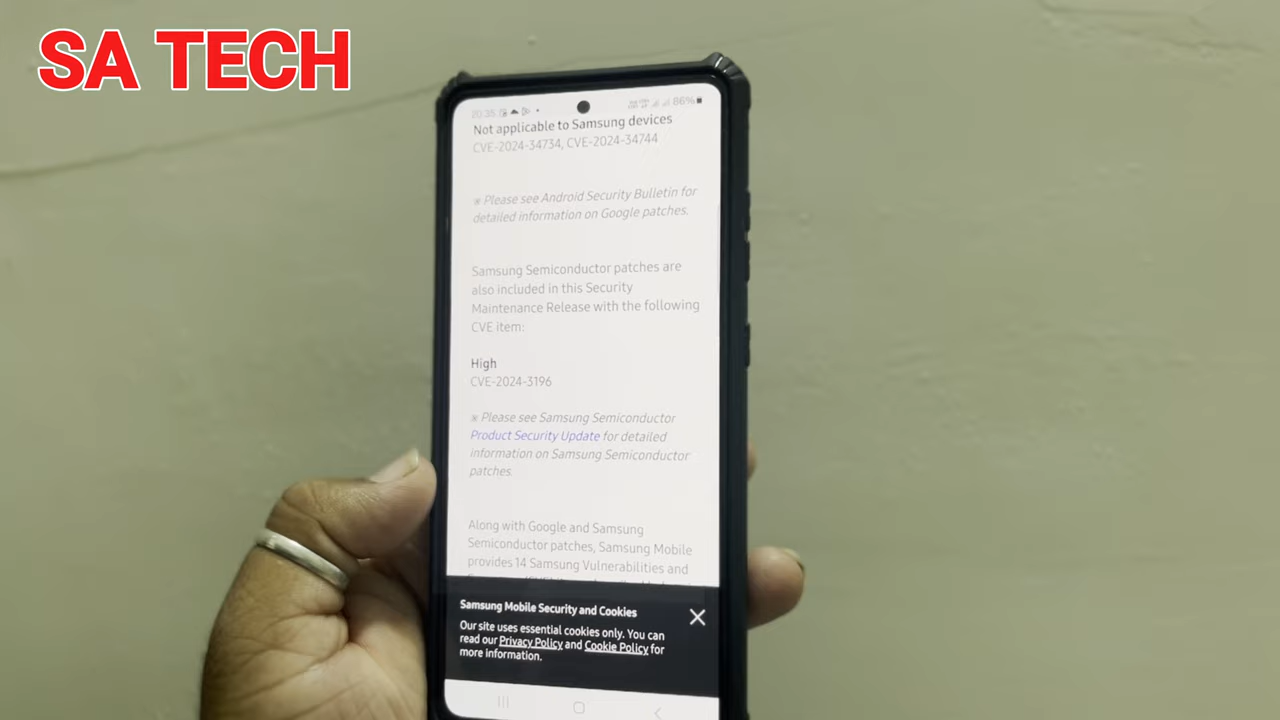 SA TECH
20:35
86%
Not applicable to Samsung devices
CVE-2024-34734, CVE-2024-34744
※ Please see Android Security Bulletin for
detailed information on Google patches.
Samsung Semiconductor patches are
also included in this Security
Maintenance Release with the following
CVE item:
High
CVE-2024-3196
※ Please see Samsung Semiconductor
Product Security Update for detailed
information on Samsung Semiconductor
patches.
Along with Google and Samsung
Semiconductor patches, Samsung Mobile
provides 14 Samsung Vulnerabilities and
Samsung Mobile Security and Cookies
Our site uses essential cookies only. You can
read our Privacy Policy and Cookie Policy for
more information.